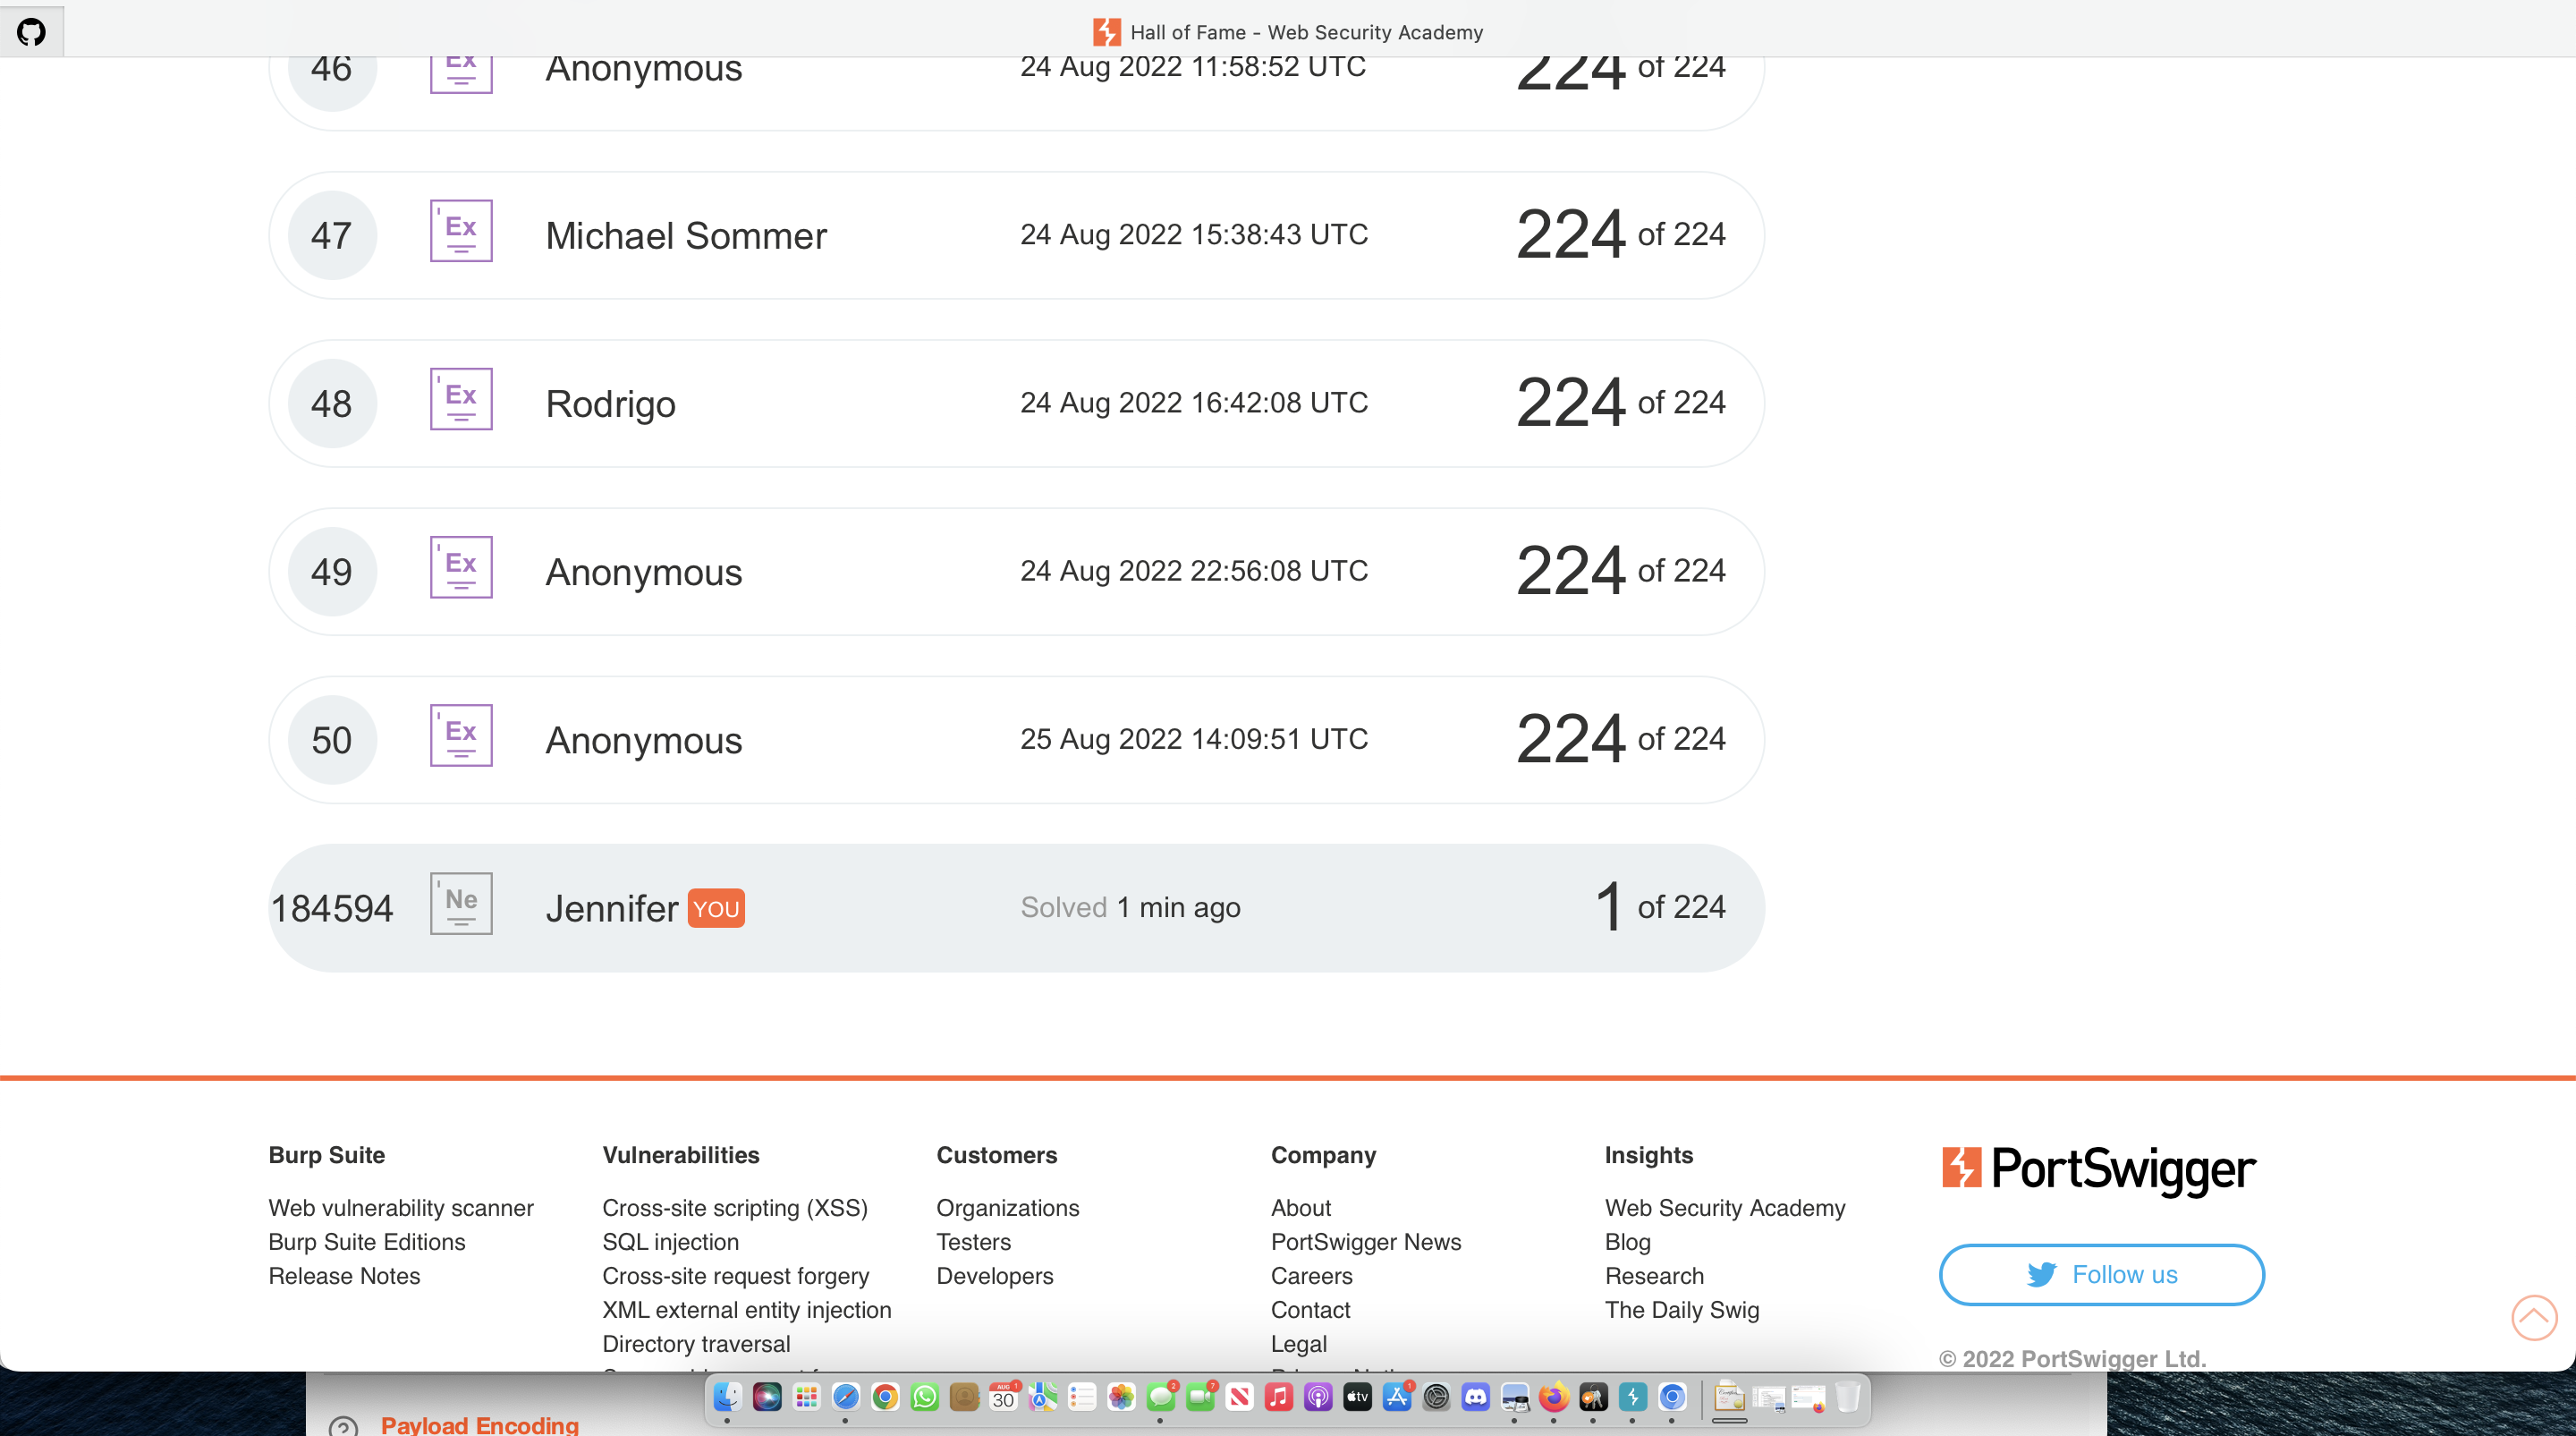 Hall of Fame - Web Security Academy
46 Ex Anonymous 24 Aug 2022 11:58:52 UTC 224 of 224
47 Ex Michael Sommer 24 Aug 2022 15:38:43 UTC 224 of 224
48 Ex Rodrigo 24 Aug 2022 16:42:08 UTC 224 of 224
49 Ex Anonymous 24 Aug 2022 22:56:08 UTC 224 of 224
50 Ex Anonymous 25 Aug 2022 14:09:51 UTC 224 of 224
184594 Ne Jennifer YOU Solved 1 min ago 1 of 224
Burp Suite
Web vulnerability scanner
Burp Suite Editions
Release Notes
Vulnerabilities
Cross-site scripting (XSS)
SQL injection
Cross-site request forgery
XML external entity injection
Directory traversal
Customers
Organizations
Testers
Developers
Company
About
PortSwigger News
Careers
Contact
Legal
Insights
Web Security Academy
Blog
Research
The Daily Swig
PortSwigger
Follow us
© 2022 PortSwigger Ltd.
AUG 30
tv
Payload Encoding